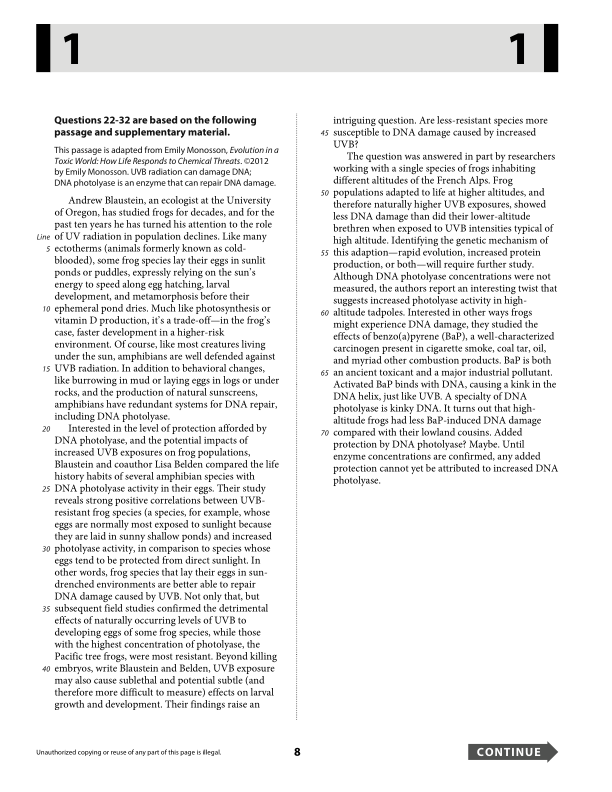 1
1
Questions 22-32 are based on the following
passage and supplementary material.
This passage is adapted from Emily Monosson, Evolution in a
Toxic World: How Life Responds to Chemical Threats. ©2012
by Emily Monosson. UVB radiation can damage DNA;
DNA photolyase is an enzyme that can repair DNA damage.
Andrew Blaustein, an ecologist at the University
of Oregon, has studied frogs for decades, and for the
past ten years he has turned his attention to the role
Line of UV radiation in population declines. Like many
5 ectotherms (animals formerly known as cold-
blooded), some frog species lay their eggs in sunlit
ponds or puddles, expressly relying on the sun's
energy to speed along egg hatching, larval
development, and metamorphosis before their
10 ephemeral pond dries. Much like photosynthesis or
vitamin D production, it's a trade-off—in the frog's
case, faster development in a higher-risk
environment. Of course, like most creatures living
under the sun, amphibians are well defended against
15 UVB radiation. In addition to behavioral changes,
like burrowing in mud or laying eggs in logs or under
rocks, and the production of natural sunscreens,
amphibians have redundant systems for DNA repair,
including DNA photolyase.
20 Interested in the level of protection afforded by
DNA photolyase, and the potential impacts of
increased UVB exposures on frog populations,
Blaustein and coauthor Lisa Belden compared the life
history habits of several amphibian species with
25 DNA photolyase activity in their eggs. Their study
reveals strong positive correlations between UVB-
resistant frog species (a species, for example, whose
eggs are normally most exposed to sunlight because
they are laid in sunny shallow ponds) and increased
30 photolyase activity, in comparison to species whose
eggs tend to be protected from direct sunlight. In
other words, frog species that lay their eggs in sun-
drenched environments are better able to repair
DNA damage caused by UVB. Not only that, but
35 subsequent field studies confirmed the detrimental
effects of naturally occurring levels of UVB to
developing eggs of some frog species, while those
with the highest concentration of photolyase, the
Pacific tree frogs, were most resistant. Beyond killing
40 embryos, write Blaustein and Belden, UVB exposure
may also cause sublethal and potential subtle (and
therefore more difficult to measure) effects on larval
growth and development. Their findings raise an
intriguing question. Are less-resistant species more
45 susceptible to DNA damage caused by increased
UVB?
The question was answered in part by researchers
working with a single species of frogs inhabiting
different altitudes of the French Alps. Frog
50 populations adapted to life at higher altitudes, and
therefore naturally higher UVB exposures, showed
less DNA damage than did their lower-altitude
brethren when exposed to UVB intensities typical of
high altitude. Identifying the genetic mechanism of
55 this adaption—rapid evolution, increased protein
production, or both—will require further study.
Although DNA photolyase concentrations were not
measured, the authors report an interesting twist that
suggests increased photolyase activity in high-
60 altitude tadpoles. Interested in other ways frogs
might experience DNA damage, they studied the
effects of benzo(a)pyrene (BaP), a well-characterized
carcinogen present in cigarette smoke, coal tar, oil,
and myriad other combustion products. BaP is both
65 an ancient toxicant and a major industrial pollutant.
Activated BaP binds with DNA, causing a kink in the
DNA helix, just like UVB. A specialty of DNA
photolyase is kinky DNA. It turns out that high-
altitude frogs had less BaP-induced DNA damage
70 compared with their lowland cousins. Added
protection by DNA photolyase? Maybe. Until
enzyme concentrations are confirmed, any added
protection cannot yet be attributed to increased DNA
photolyase.
Unauthorized copying or reuse of any part of this page is illegal.
8
CONTINUE